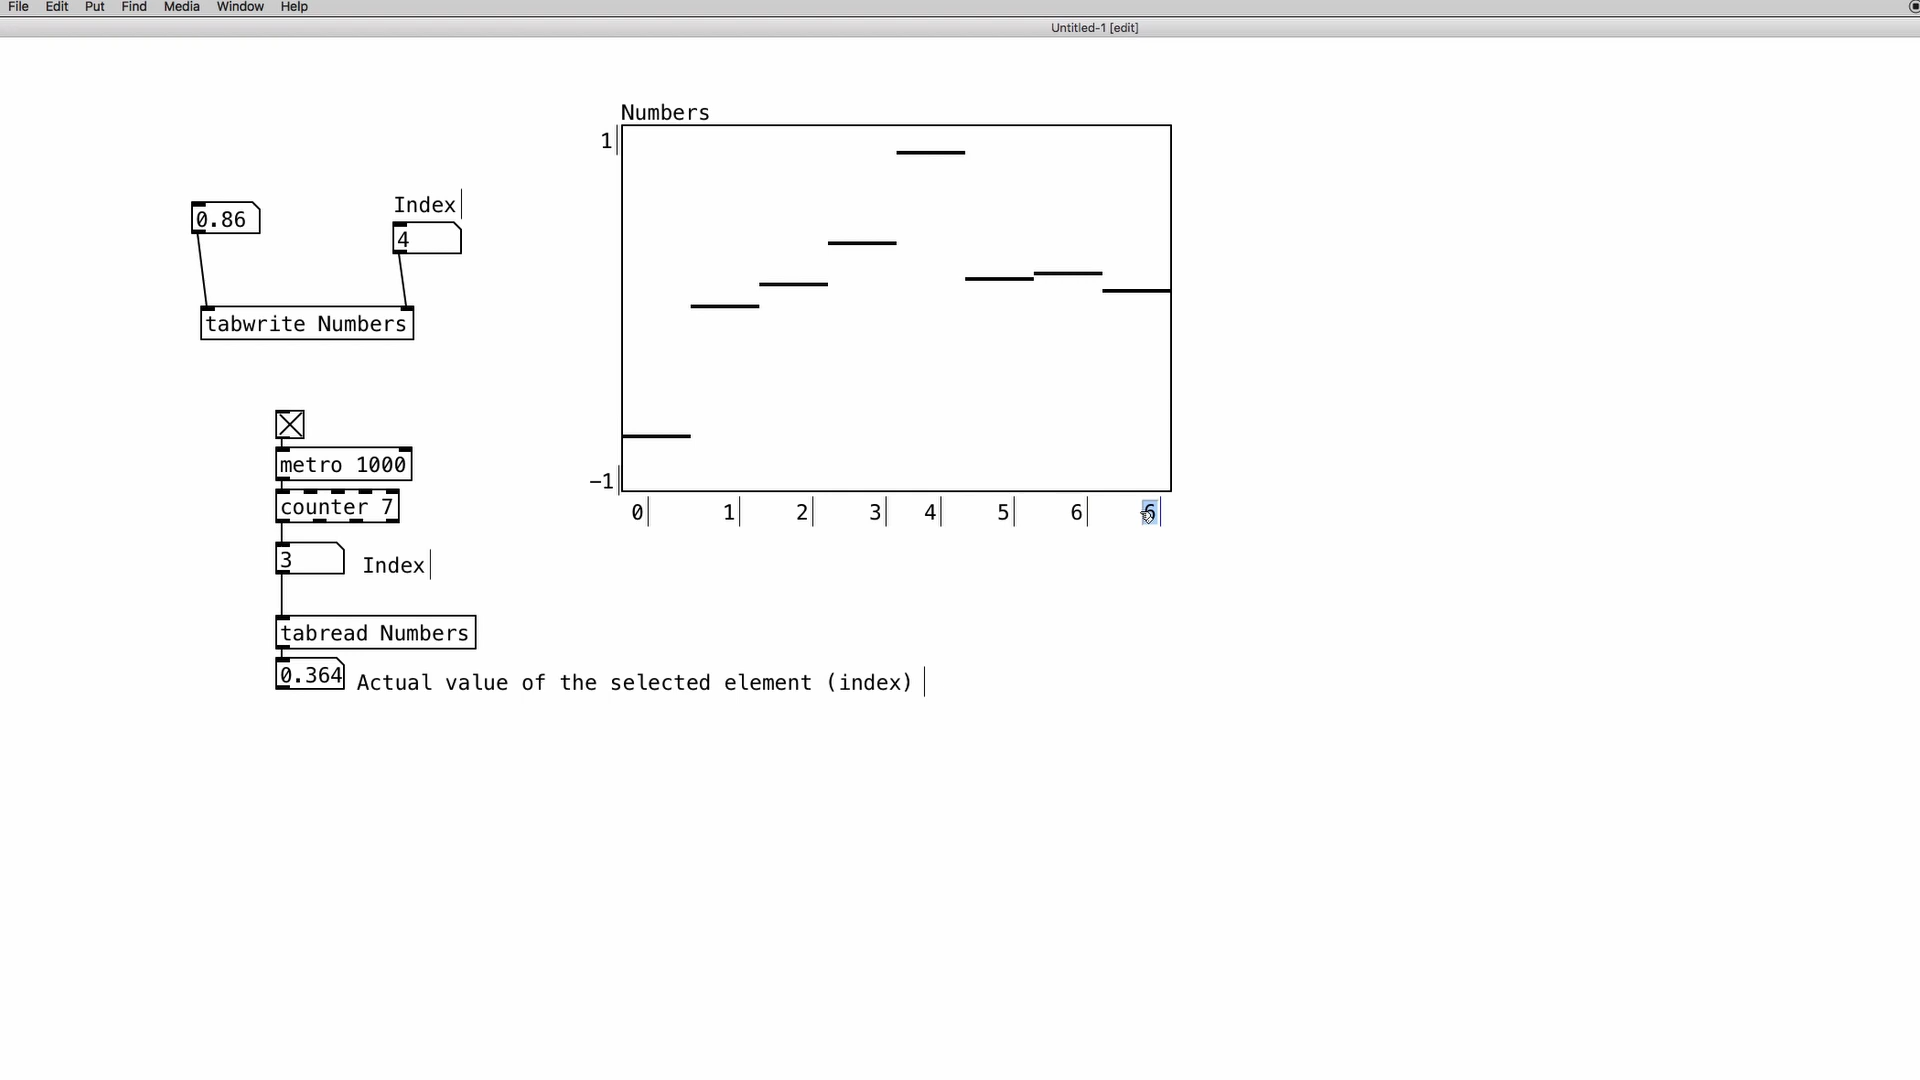 File Edit Put Find Media Window Help
Untitled-1 [edit]
Numbers
1
Index
0.86
4
tabwrite Numbers
metro 1000
−1
counter 7
0 1 2 3 4 5 6 6
3
Index
tabread Numbers
0.364 Actual value of the selected element (index)